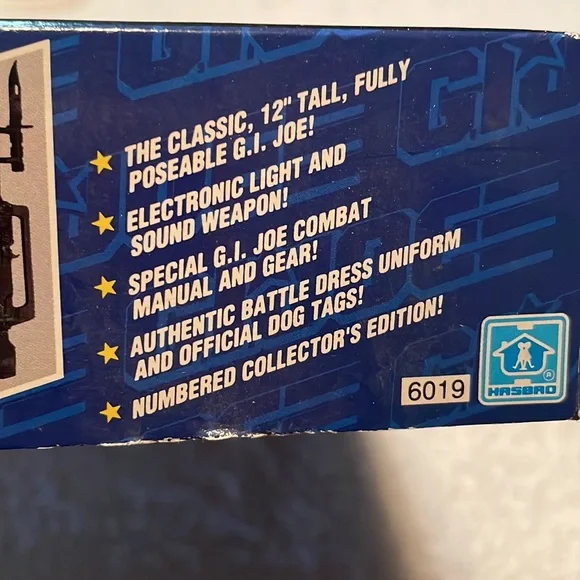 THE CLASSIC, 12" TALL, FULLY
POSEABLE G.I. JOE!
ELECTRONIC LIGHT AND
SOUND WEAPON!
SPECIAL G.I. JOE COMBAT
MANUAL AND GEAR!
AUTHENTIC BATTLE DRESS UNIFORM
AND OFFICIAL DOG TAGS!
NUMBERED COLLECTOR'S EDITION!
6019
HASBRO®
G.I.J
JOE